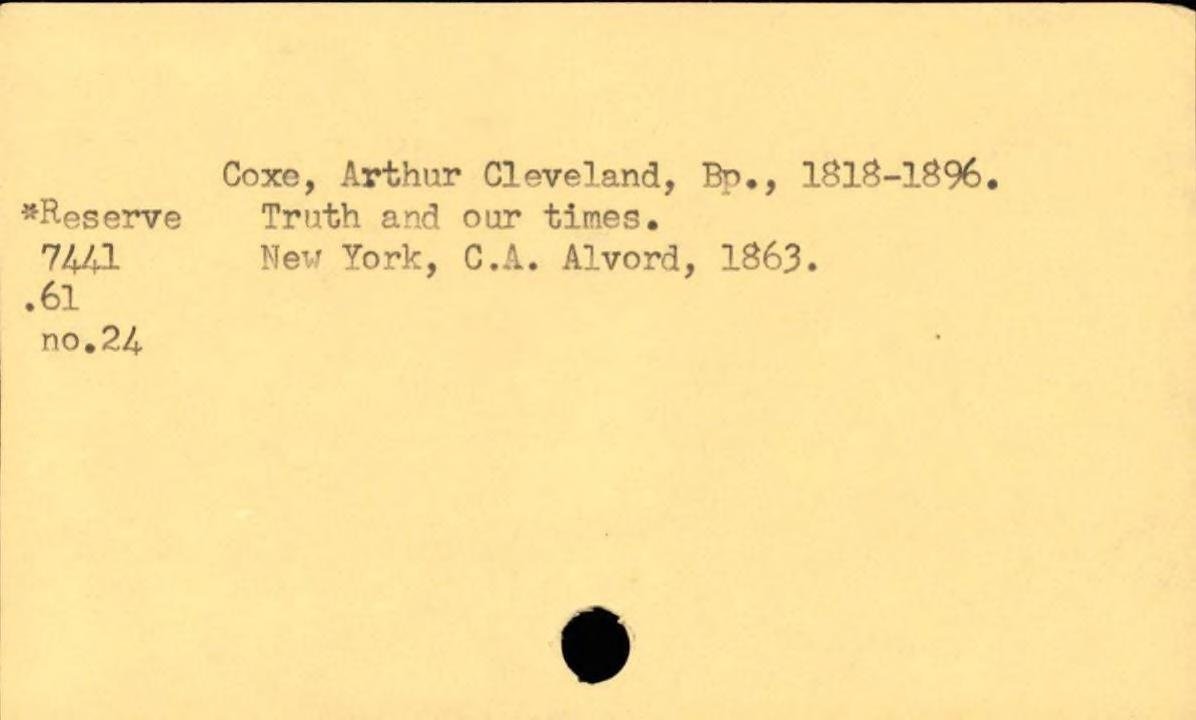 Coxe, Arthur Cleveland, Bp., 1818-1896.
*Reserve Truth and our times.
7441 New York, C.A. Alvord, 1863.
.61
no.24